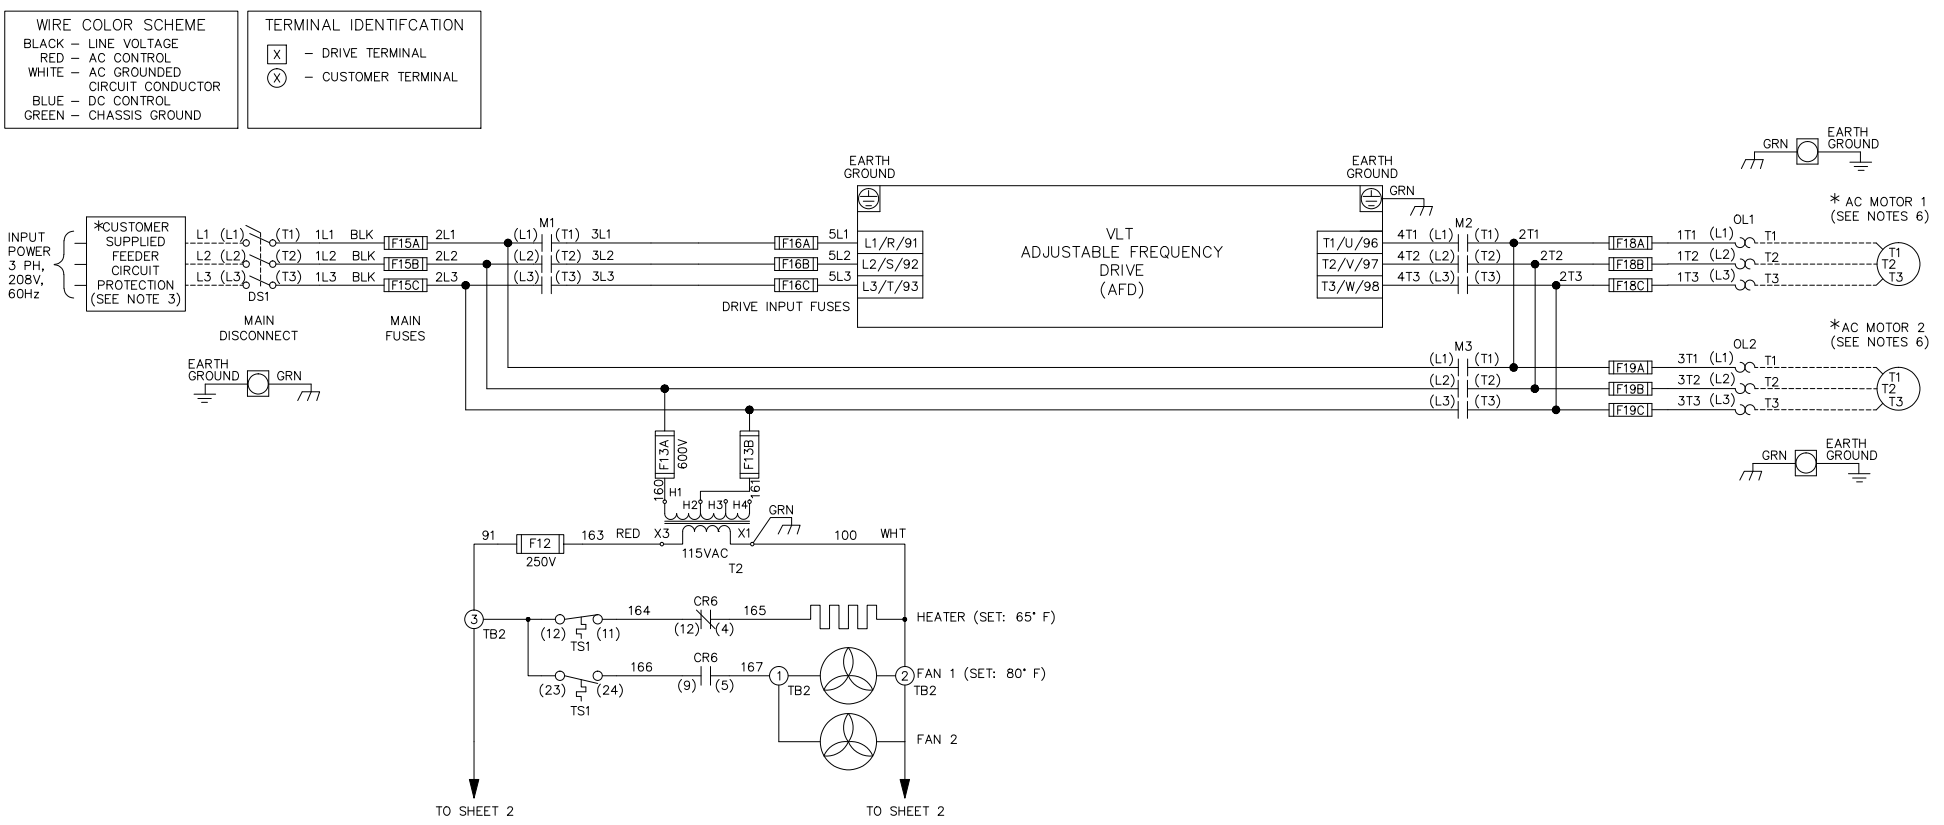 WIRE COLOR SCHEME
BLACK – LINE VOLTAGE
RED – AC CONTROL
WHITE – AC GROUNDED
CIRCUIT CONDUCTOR
BLUE – DC CONTROL
GREEN – CHASSIS GROUND
TERMINAL IDENTIFCATION
X – DRIVE TERMINAL
X – CUSTOMER TERMINAL
INPUT
POWER
3 PH,
208V,
60Hz
*CUSTOMER
SUPPLIED
FEEDER
CIRCUIT
PROTECTION
(SEE NOTE 3)
L1 (L1) (T1) 1L1 BLK F15A 2L1 (L1) M1 (T1) 3L1 F16A 5L1 L1/R/91
L2 (L2) (T2) 1L2 BLK F15B 2L2 (L2) (T2) 3L2 F16B 5L2 L2/S/92
L3 (L3) (T3) 1L3 BLK F15C 2L3 (L3) (T3) 3L3 F16C 5L3 L3/T/93
DS1
MAIN
DISCONNECT
MAIN
FUSES
DRIVE INPUT FUSES
EARTH
GROUND
GRN
EARTH
GROUND
VLT
ADJUSTABLE FREQUENCY
DRIVE
(AFD)
EARTH
GROUND
GRN
T1/U/96 4T1 (L1) M2 (T1) 2T1 F18A 1T1 (L1) OL1 T1
T2/V/97 4T2 (L2) (T2) 2T2 F18B 1T2 (L2) T2
T3/W/98 4T3 (L3) (T3) 2T3 F18C 1T3 (L3) T3
GRN
EARTH
GROUND
* AC MOTOR 1
(SEE NOTES 6)
T1
T2
T3
*AC MOTOR 2
(SEE NOTES 6)
(L1) M3 (T1) F19A 3T1 (L1) OL2 T1
(L2) (T2) F19B 3T2 (L2) T2
(L3) (T3) F19C 3T3 (L3) T3
T1
T2
T3
GRN
EARTH
GROUND
F13A
600V
F13B
160
161
H1
H2 H3 H4
GRN
91 F12 163 RED X3 X1 100 WHT
250V
115VAC
T2
3
TB2
(12) (11)
TS1
164
CR6
(12) (4)
165
HEATER (SET: 65° F)
(23) (24)
TS1
166
CR6
(9) (5)
167
1
TB2
2
TB2
FAN 1 (SET: 80° F)
FAN 2
TO SHEET 2
TO SHEET 2